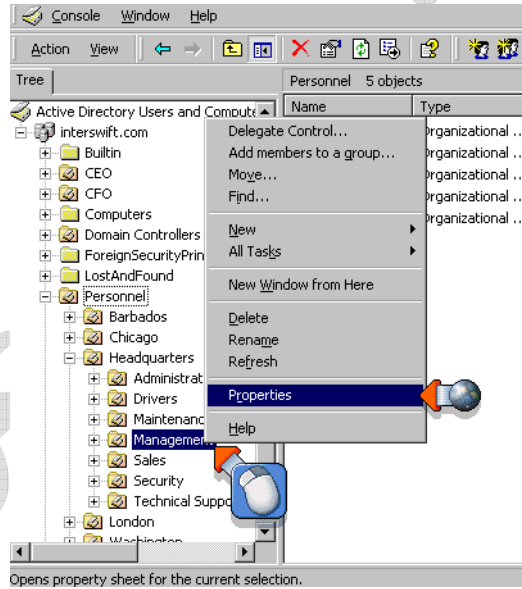 Console Window Help
Action View
Tree
Personnel 5 objects
Name Type
Active Directory Users and Compute
interswift.com
Builtin
CEO
CFO
Computers
Domain Controllers
ForeignSecurityPrin
LostAndFound
Personnel
Barbados
Chicago
Headquarters
Administrat
Drivers
Maintenanc
Management
Sales
Security
Technical Suppo
London
Washington
Delegate Control...
Add members to a group...
Move...
Find...
New
All Tasks
New Window from Here
Delete
Rename
Refresh
Properties
Help
Organizational ..
Organizational ..
Organizational ..
Organizational ..
Opens property sheet for the current selection.